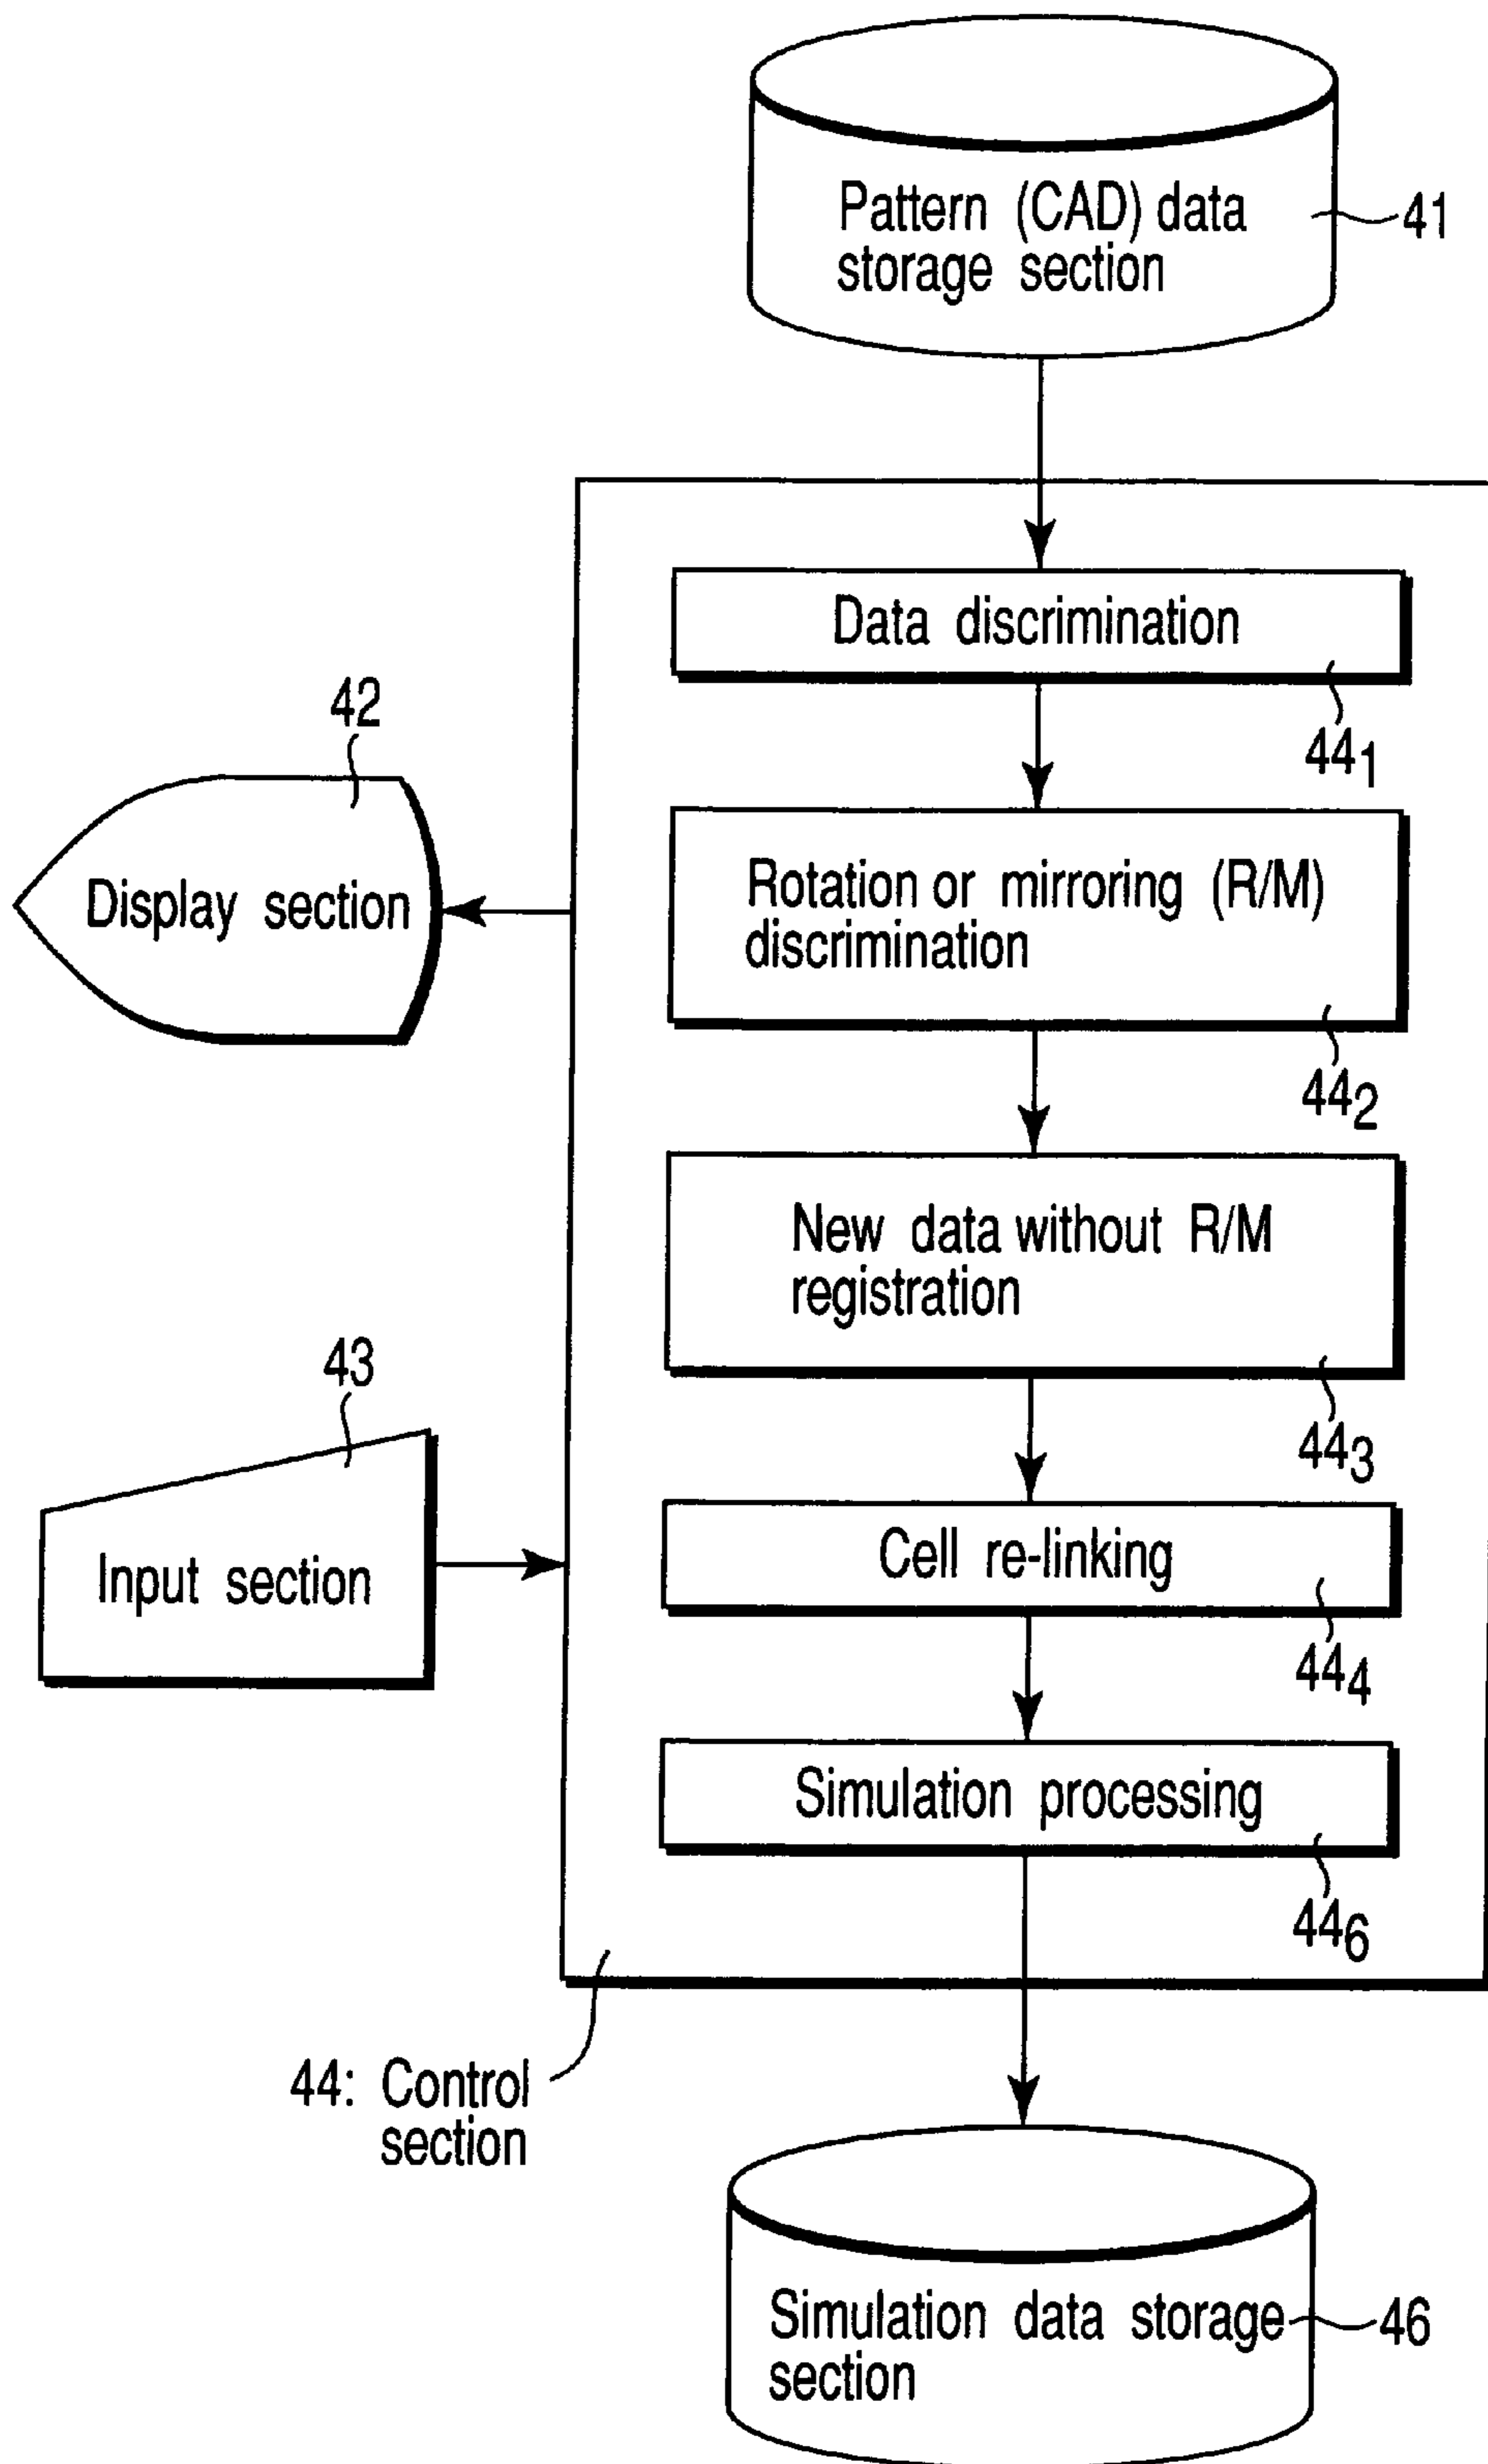 Pattern (CAD) data
storage section
41
Data discrimination
44₁
42
Display section
Rotation or mirroring (R/M)
discrimination
44₂
New data without R/M
registration
44₃
43
Input section
Cell re-linking
44₄
Simulation processing
44₆
44: Control
section
Simulation data storage
section
46